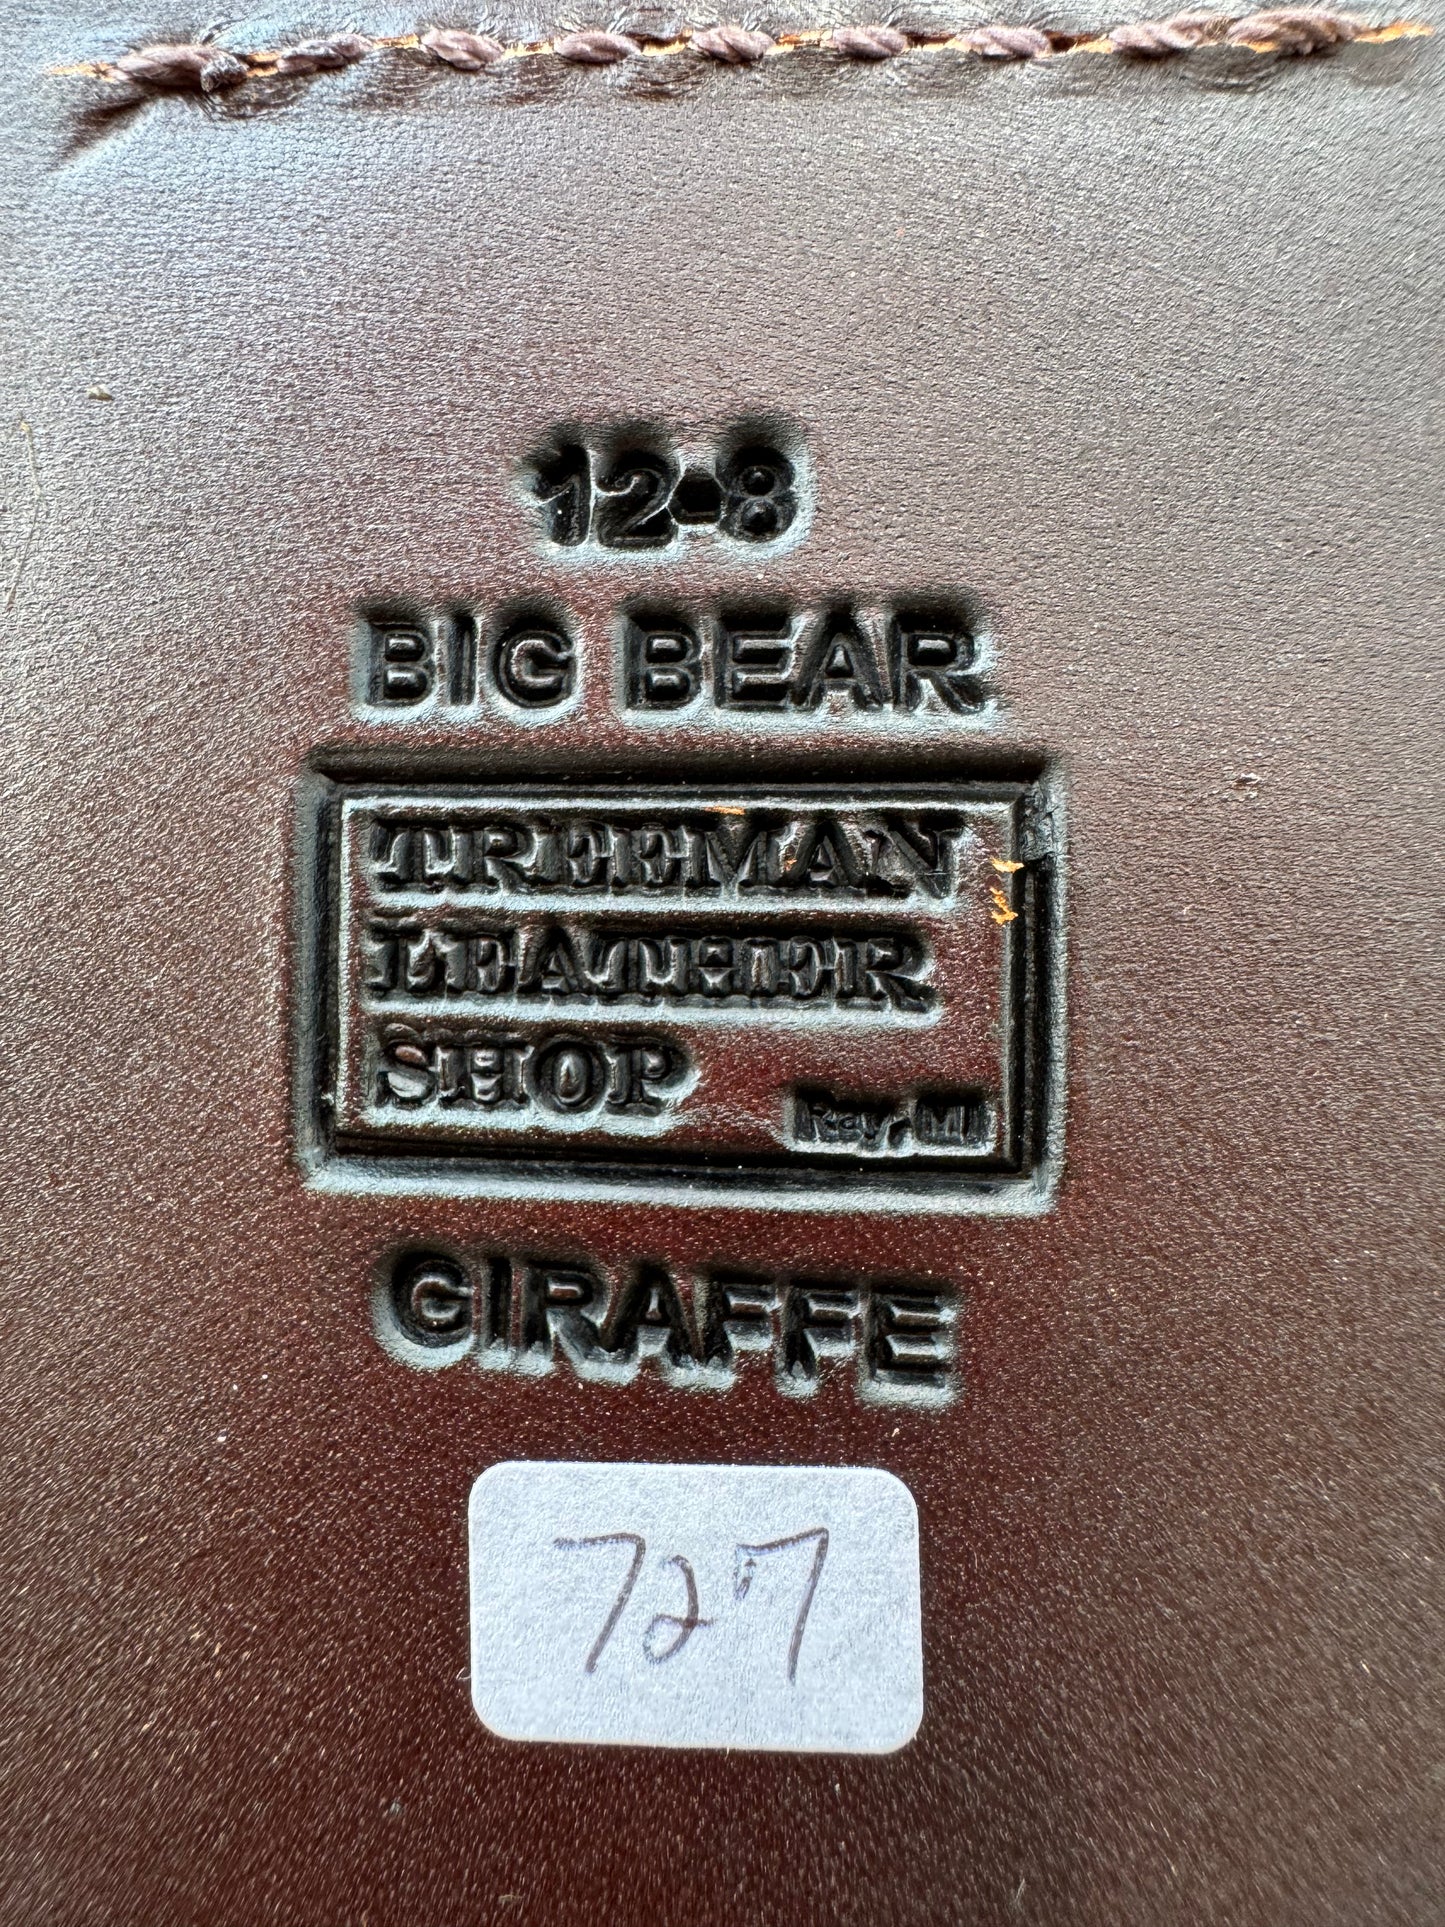 12-8
BIG BEAR
TREEMAN
LEATHER
SHOP
Ray, MI
GIRAFFE
727